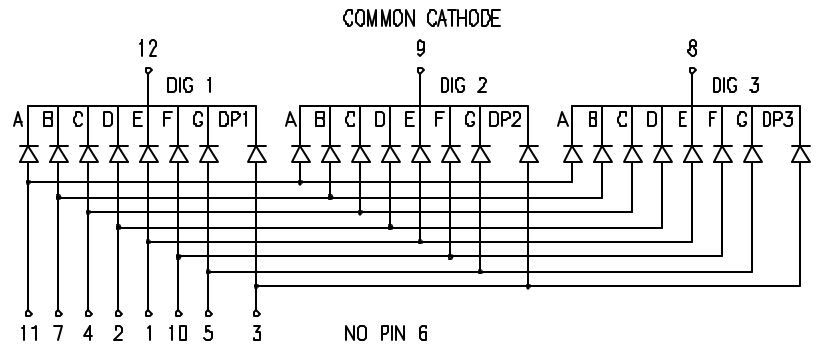 COMMON CATHODE
12 9 8
DIG 1 DIG 2 DIG 3
A B C D E F G DP1 A B C D E F G DP2 A B C D E F G DP3
11 7 4 2 1 10 5 3 NO PIN 6